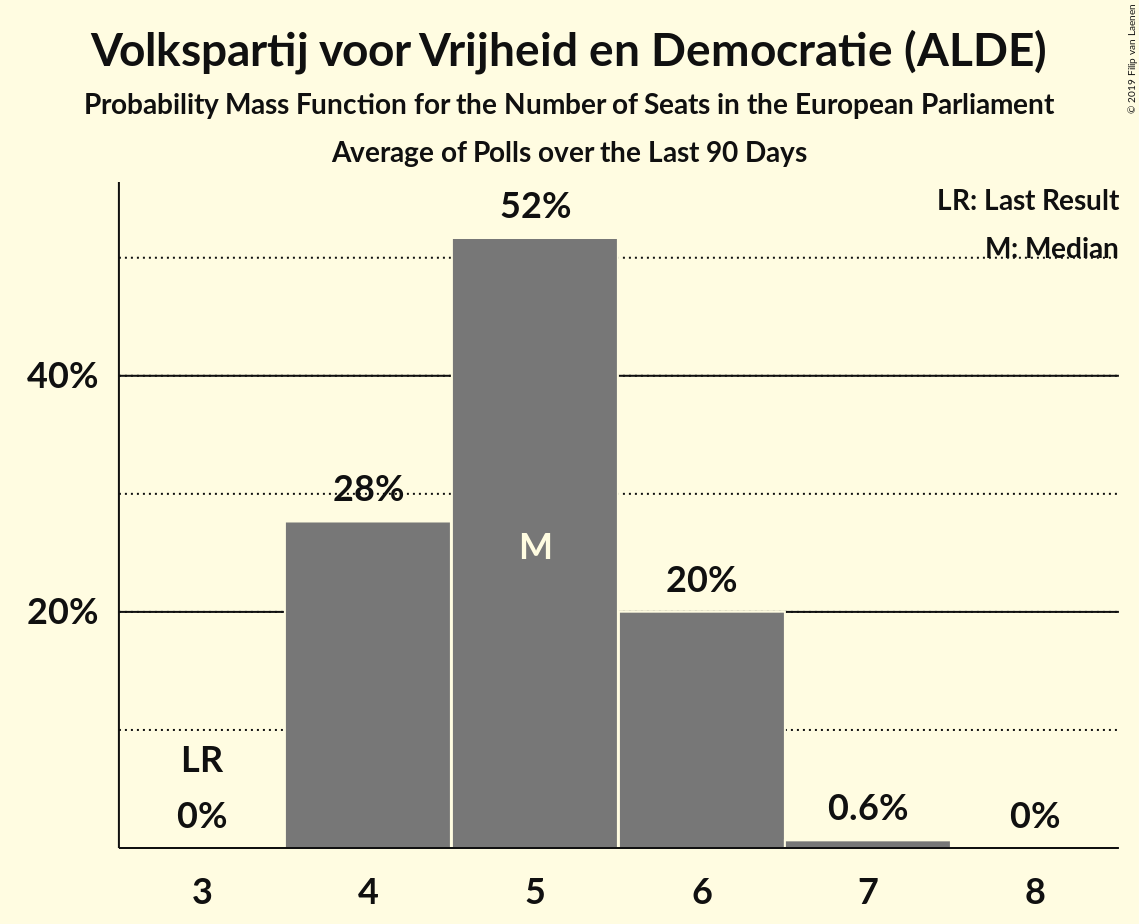 Volkspartij voor Vrijheid en Democratie (ALDE)
Probability Mass Function for the Number of Seats in the European Parliament
Average of Polls over the Last 90 Days
© 2019 Filip van Laenen
LR: Last Result
M: Median
52%
40%
28%
M
20%
20%
LR
0%
0.6%
0%
3 4 5 6 7 8